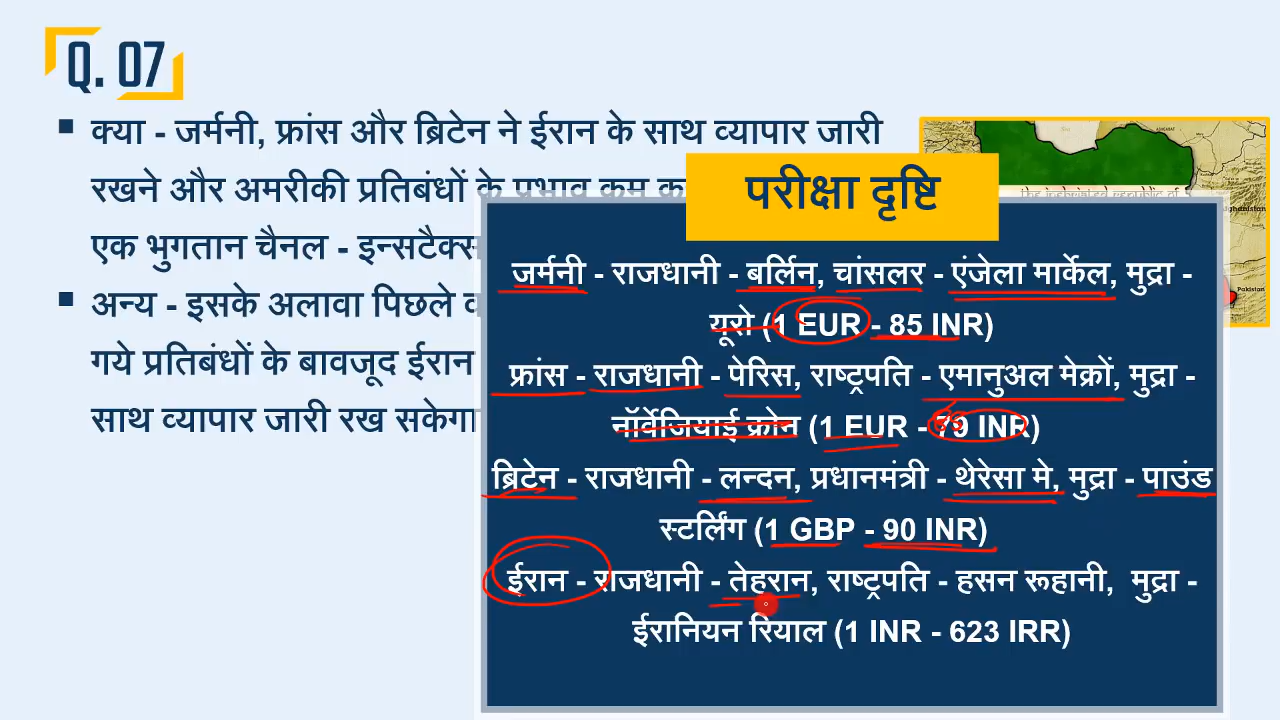 Q. 07
क्या - जर्मनी, फ्रांस और ब्रिटेन ने ईरान के साथ व्यापार जारी
रखने और अमरीकी प्रतिबंधों के प्रभाव कम
एक भुगतान चैनल - इन्सटैक्स
अन्य - इसके अलावा पिछले
गये प्रतिबंधों के बावजूद ईरान
साथ व्यापार जारी रख सकेगा
परीक्षा दृष्टि
जर्मनी - राजधानी - बर्लिन, चांसलर - एंजेला मार्केल, मुद्रा -
यूरो (1 EUR - 85 INR)
फ्रांस - राजधानी - पेरिस, राष्ट्रपति - एमानुअल मेक्रों, मुद्रा -
नॉर्वेजियाई क्रोन (1 EUR - 79 INR)
ब्रिटेन - राजधानी - लन्दन, प्रधानमंत्री - थेरेसा मे, मुद्रा - पाउंड
स्टर्लिंग (1 GBP - 90 INR)
ईरान - राजधानी - तेहरान, राष्ट्रपति - हसन रूहानी, मुद्रा -
ईरानियन रियाल (1 INR - 623 IRR)
Pakistan